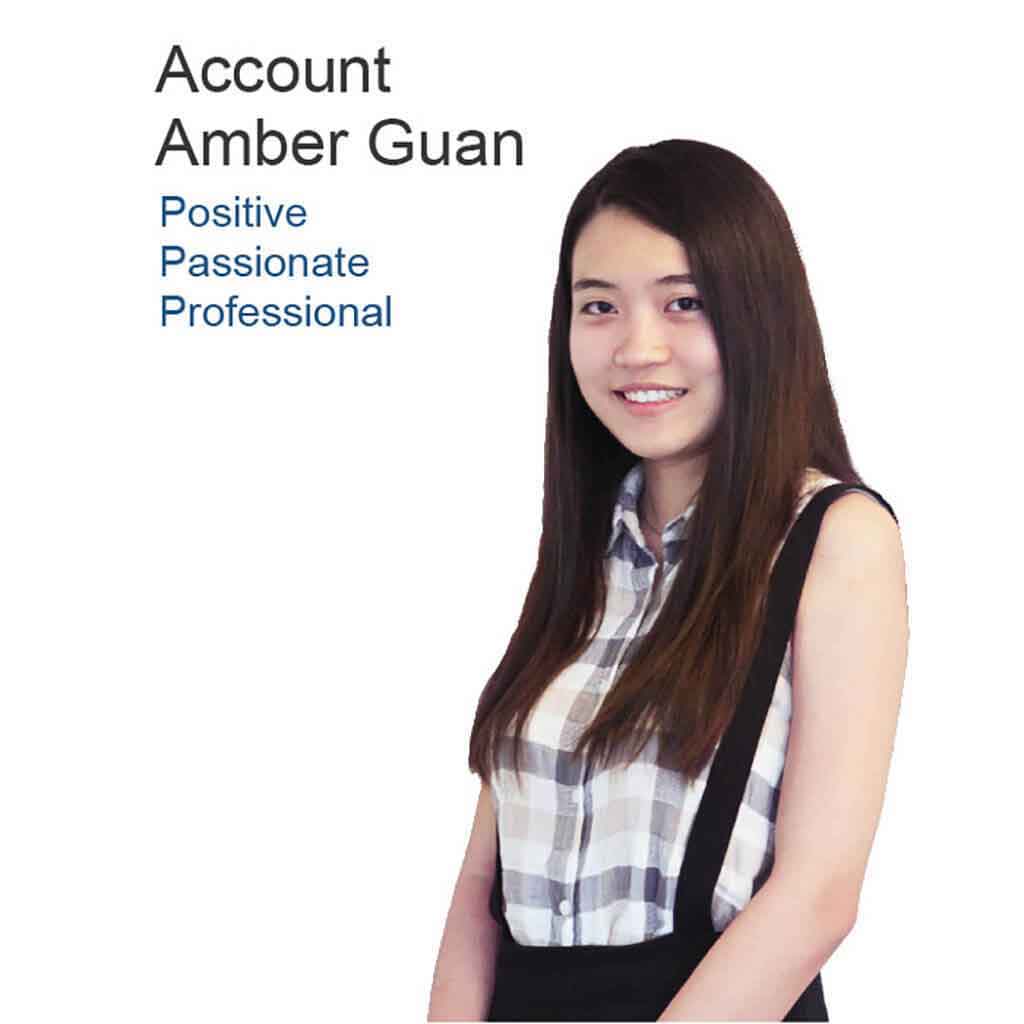 Account
Amber Guan
Positive
Passionate
Professional